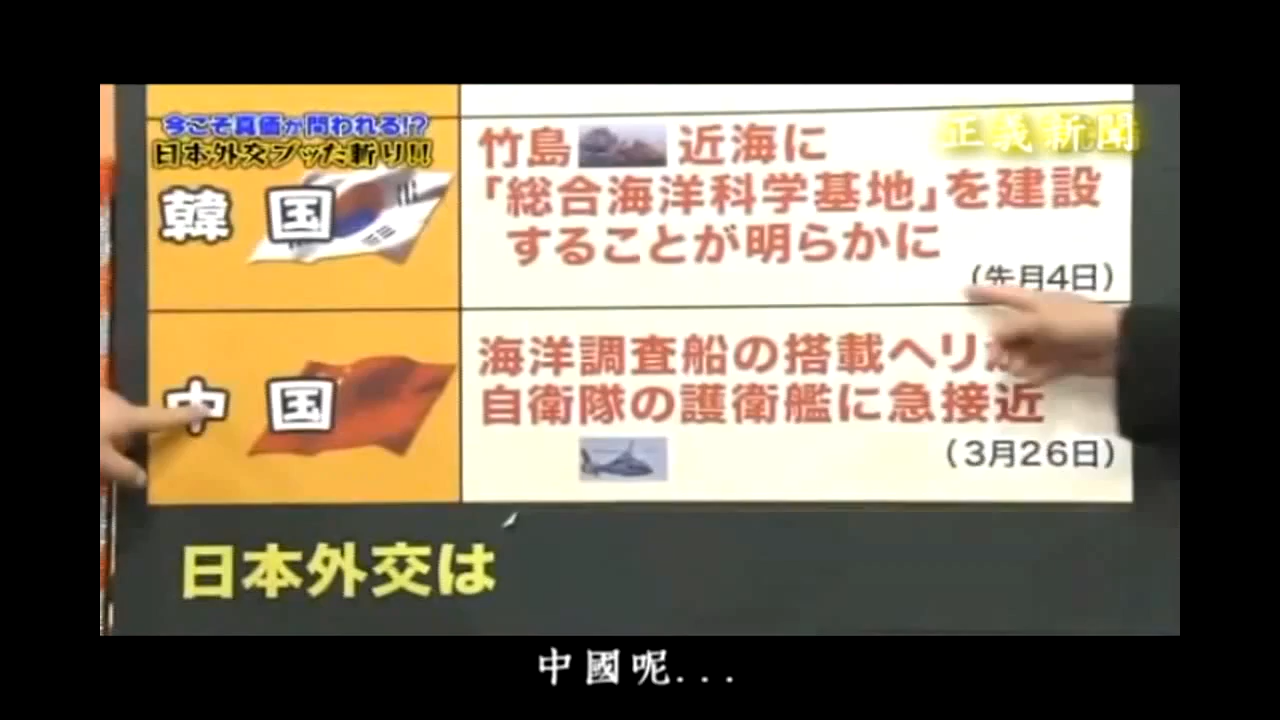 今こそ真価が問われる!?
日本外交ブッた斬り!!
正義新聞
韓国
竹島 近海に
「総合海洋科学基地」を建設
することが明らかに
(先月4日)
中国
海洋調査船の搭載ヘリが
自衛隊の護衛艦に急接近
(3月26日)
日本外交は
中國呢...